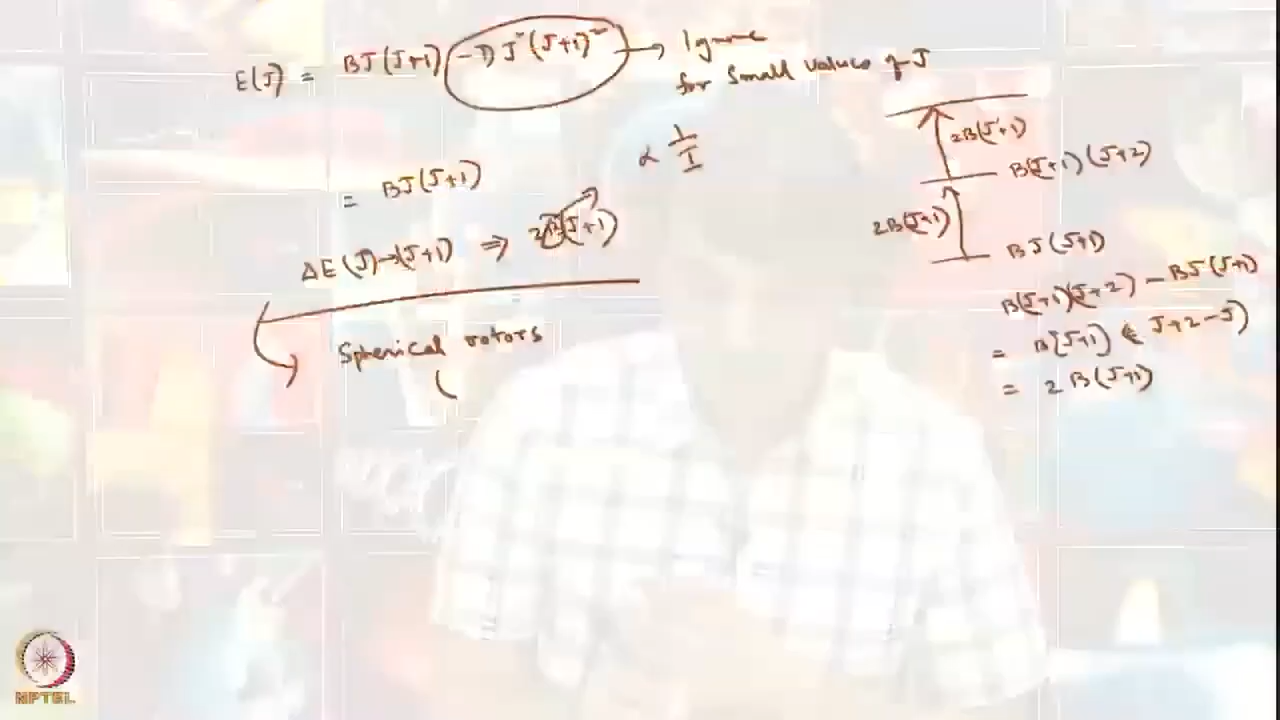 E(J) = BJ(J+1) -D J²(J+1)² → Ignore
for small values of J
∝ 1/I
= BJ(J+1)
ΔE (J)→(J+1) ⇒ 2B(J+1)
Spherical rotors
2B(J+1)
B(J+1)(J+2)
2B(J+1)
BJ(J+1)
B(J+1)(J+2) - BJ(J+1)
= B(J+1) ( J+2-J)
= 2B(J+1)
NPTEL